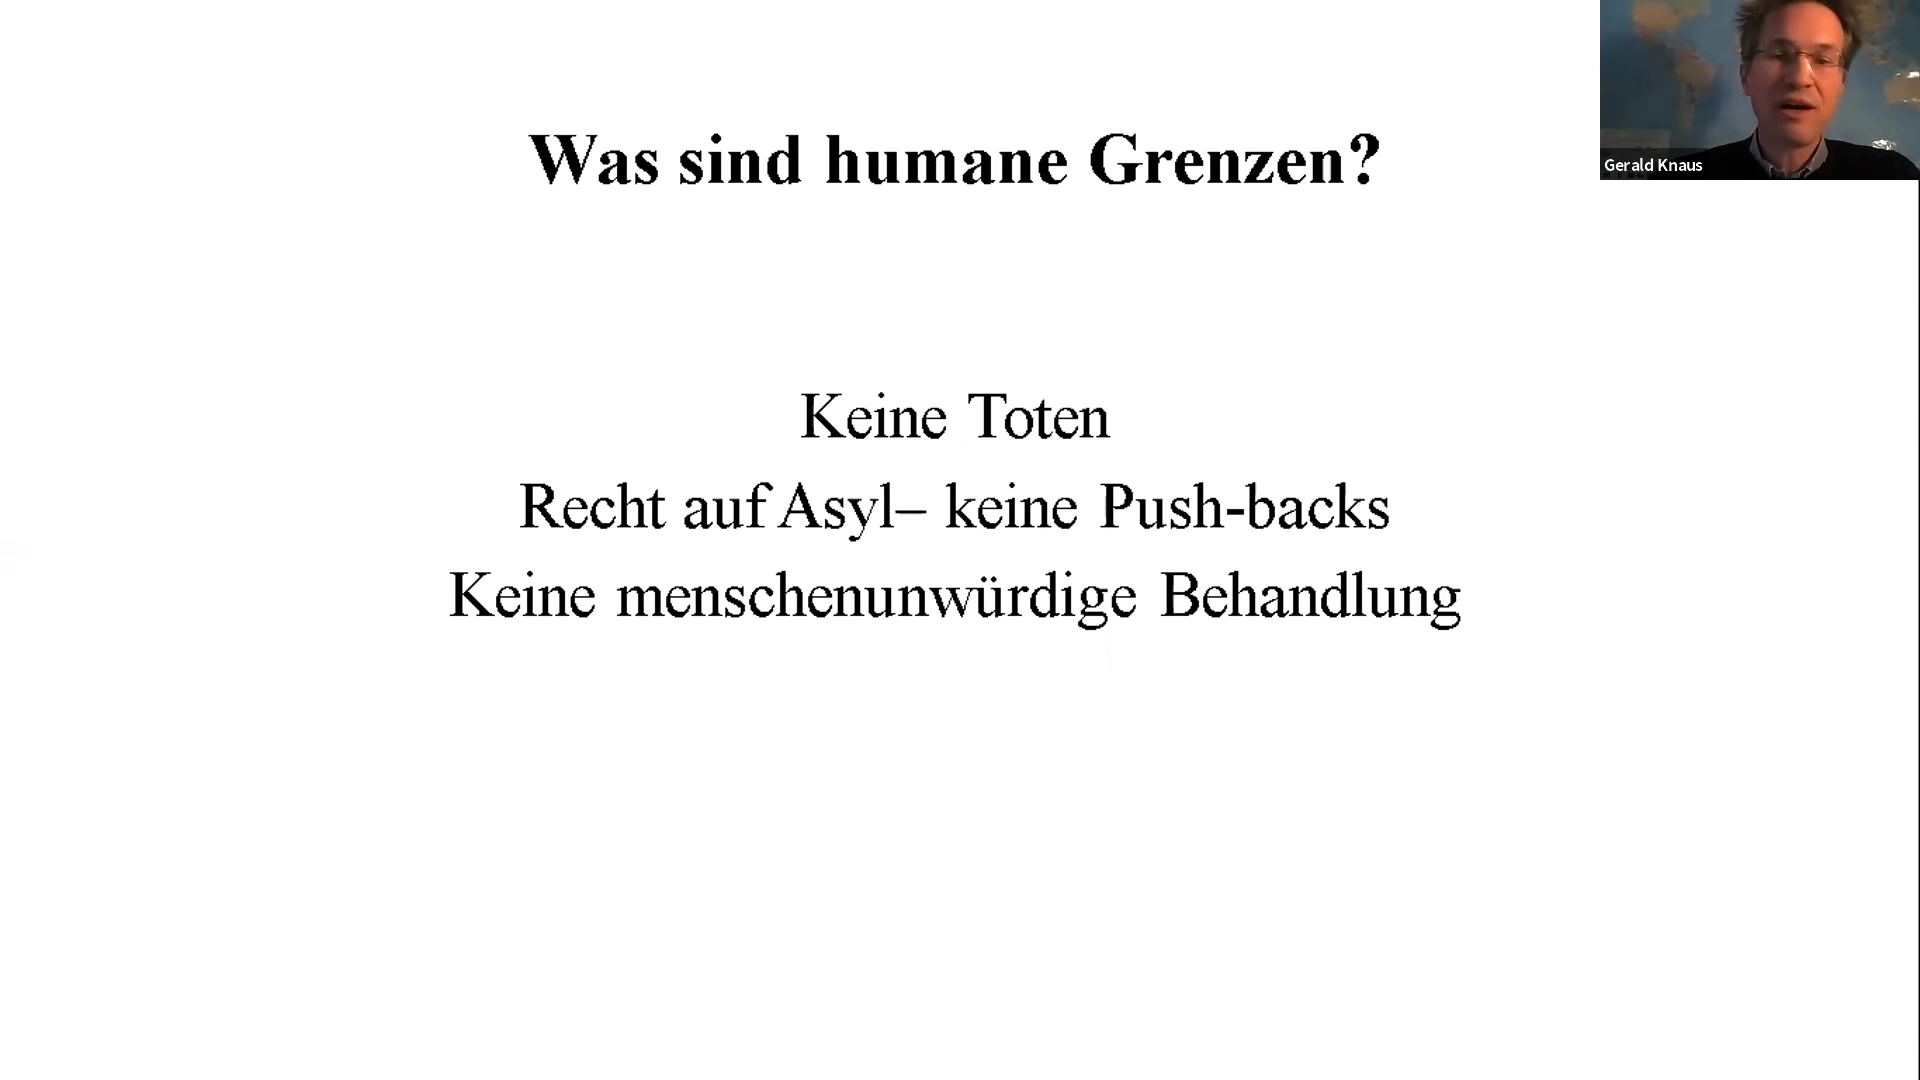 Was sind humane Grenzen?
Gerald Knaus
Keine Toten
Recht auf Asyl– keine Push-backs
Keine menschenunwürdige Behandlung